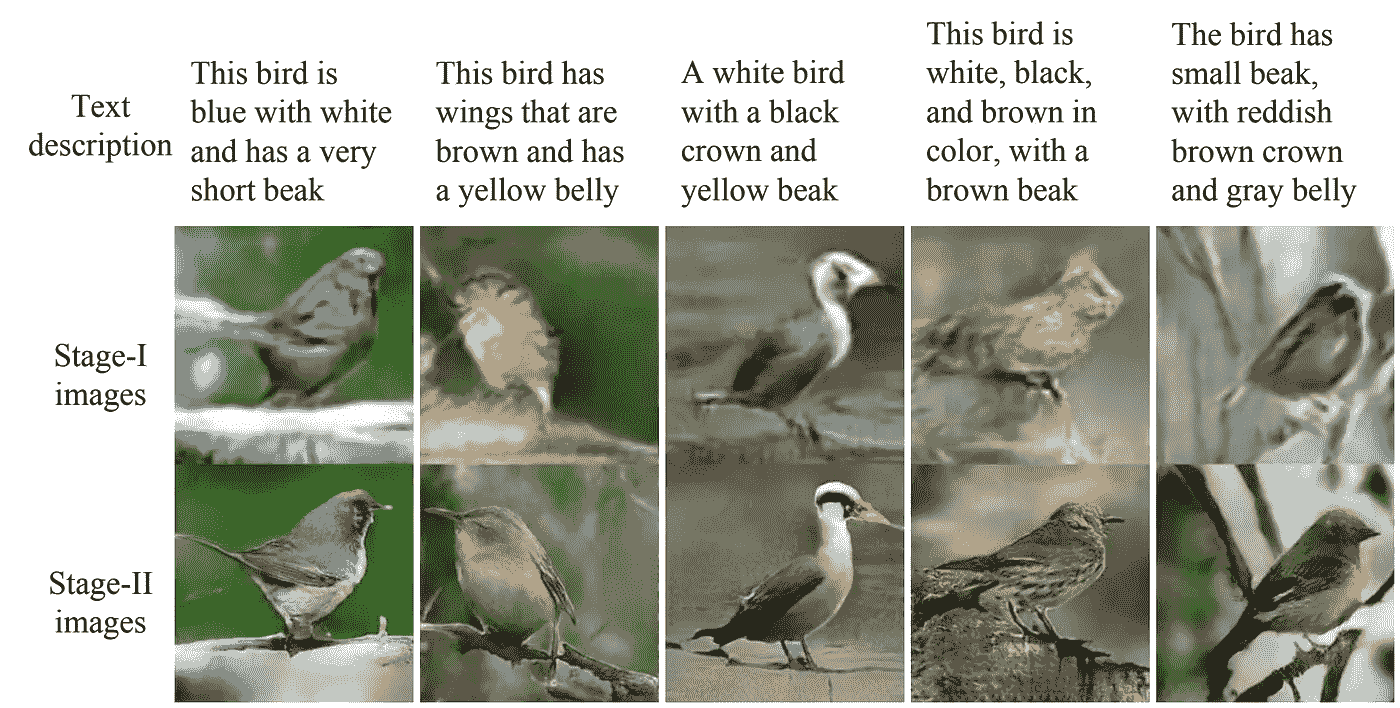 Text
description
This bird is
blue with white
and has a very
short beak
This bird has
wings that are
brown and has
a yellow belly
A white bird
with a black
crown and
yellow beak
This bird is
white, black,
and brown in
color, with a
brown beak
The bird has
small beak,
with reddish
brown crown
and gray belly
Stage-I
images
Stage-II
images